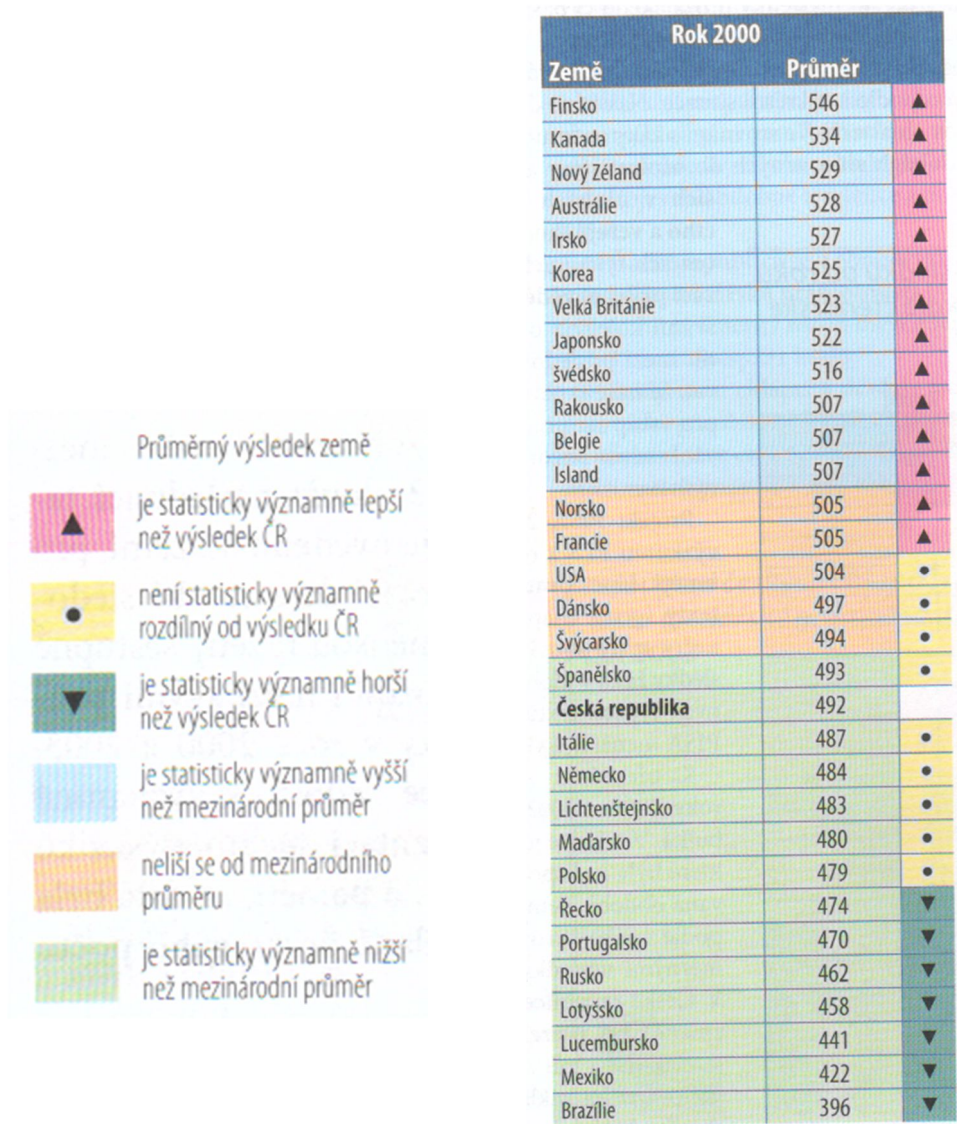 Průměrný výsledek země
▲ je statisticky významně lepší
než výsledek ČR
● není statisticky významně
rozdílný od výsledku ČR
▼ je statisticky významně horší
než výsledek ČR
je statisticky významně vyšší
než mezinárodní průměr
neliší se od mezinárodního
průměru
je statisticky významně nižší
než mezinárodní průměr
Rok 2000
Země Průměr
Finsko 546 ▲
Kanada 534 ▲
Nový Zéland 529 ▲
Austrálie 528 ▲
Irsko 527 ▲
Korea 525 ▲
Velká Británie 523 ▲
Japonsko 522 ▲
švédsko 516 ▲
Rakousko 507 ▲
Belgie 507 ▲
Island 507 ▲
Norsko 505 ▲
Francie 505 ▲
USA 504 ●
Dánsko 497 ●
Švýcarsko 494 ●
Španělsko 493 ●
Česká republika 492
Itálie 487 ●
Německo 484 ●
Lichtenštejnsko 483 ●
Maďarsko 480 ●
Polsko 479 ●
Řecko 474 ▼
Portugalsko 470 ▼
Rusko 462 ▼
Lotyšsko 458 ▼
Lucembursko 441 ▼
Mexiko 422 ▼
Brazílie 396 ▼